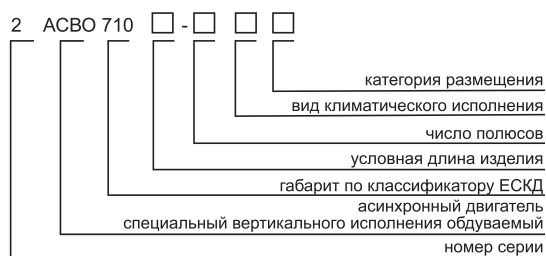 2 АСВО 710 -
категория размещения
вид климатического исполнения
число полюсов
условная длина изделия
габарит по классификатору ЕСКД
асинхронный двигатель
специальный вертикального исполнения обдуваемый
номер серии